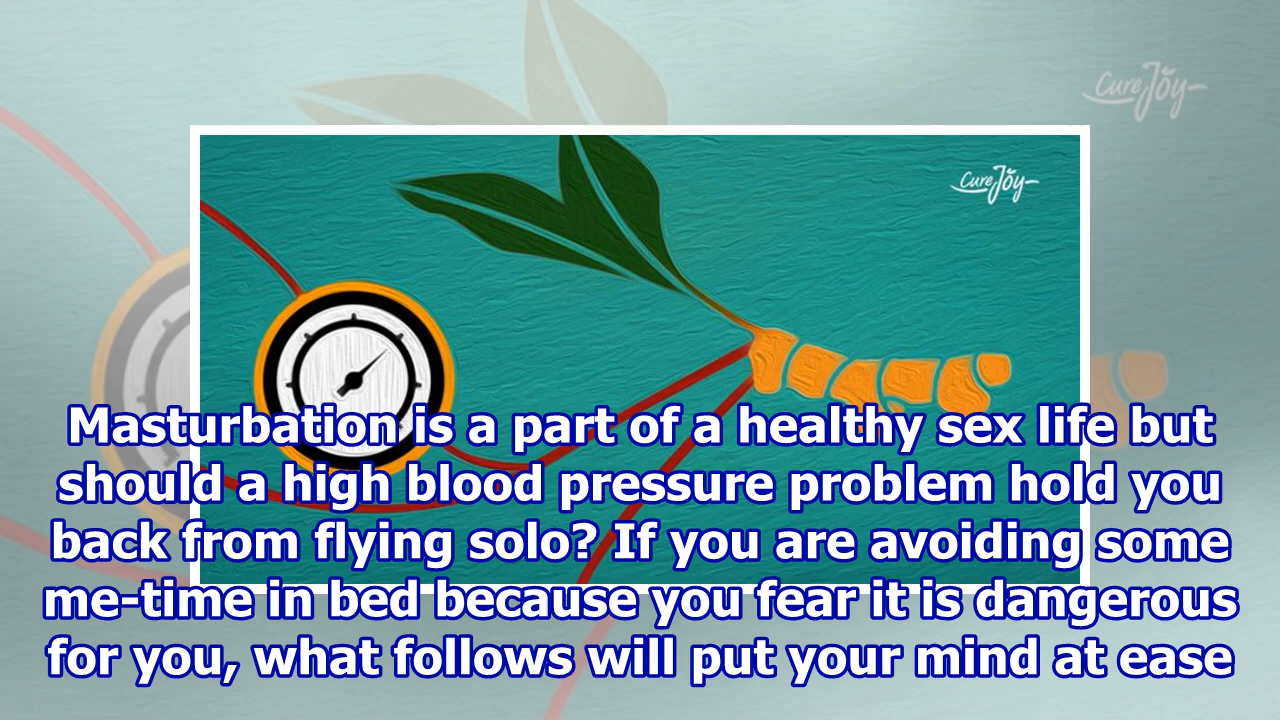 CureJoy
CureJoy
Masturbation is a part of a healthy sex life but
should a high blood pressure problem hold you
back from flying solo? If you are avoiding some
me-time in bed because you fear it is dangerous
for you, what follows will put your mind at ease